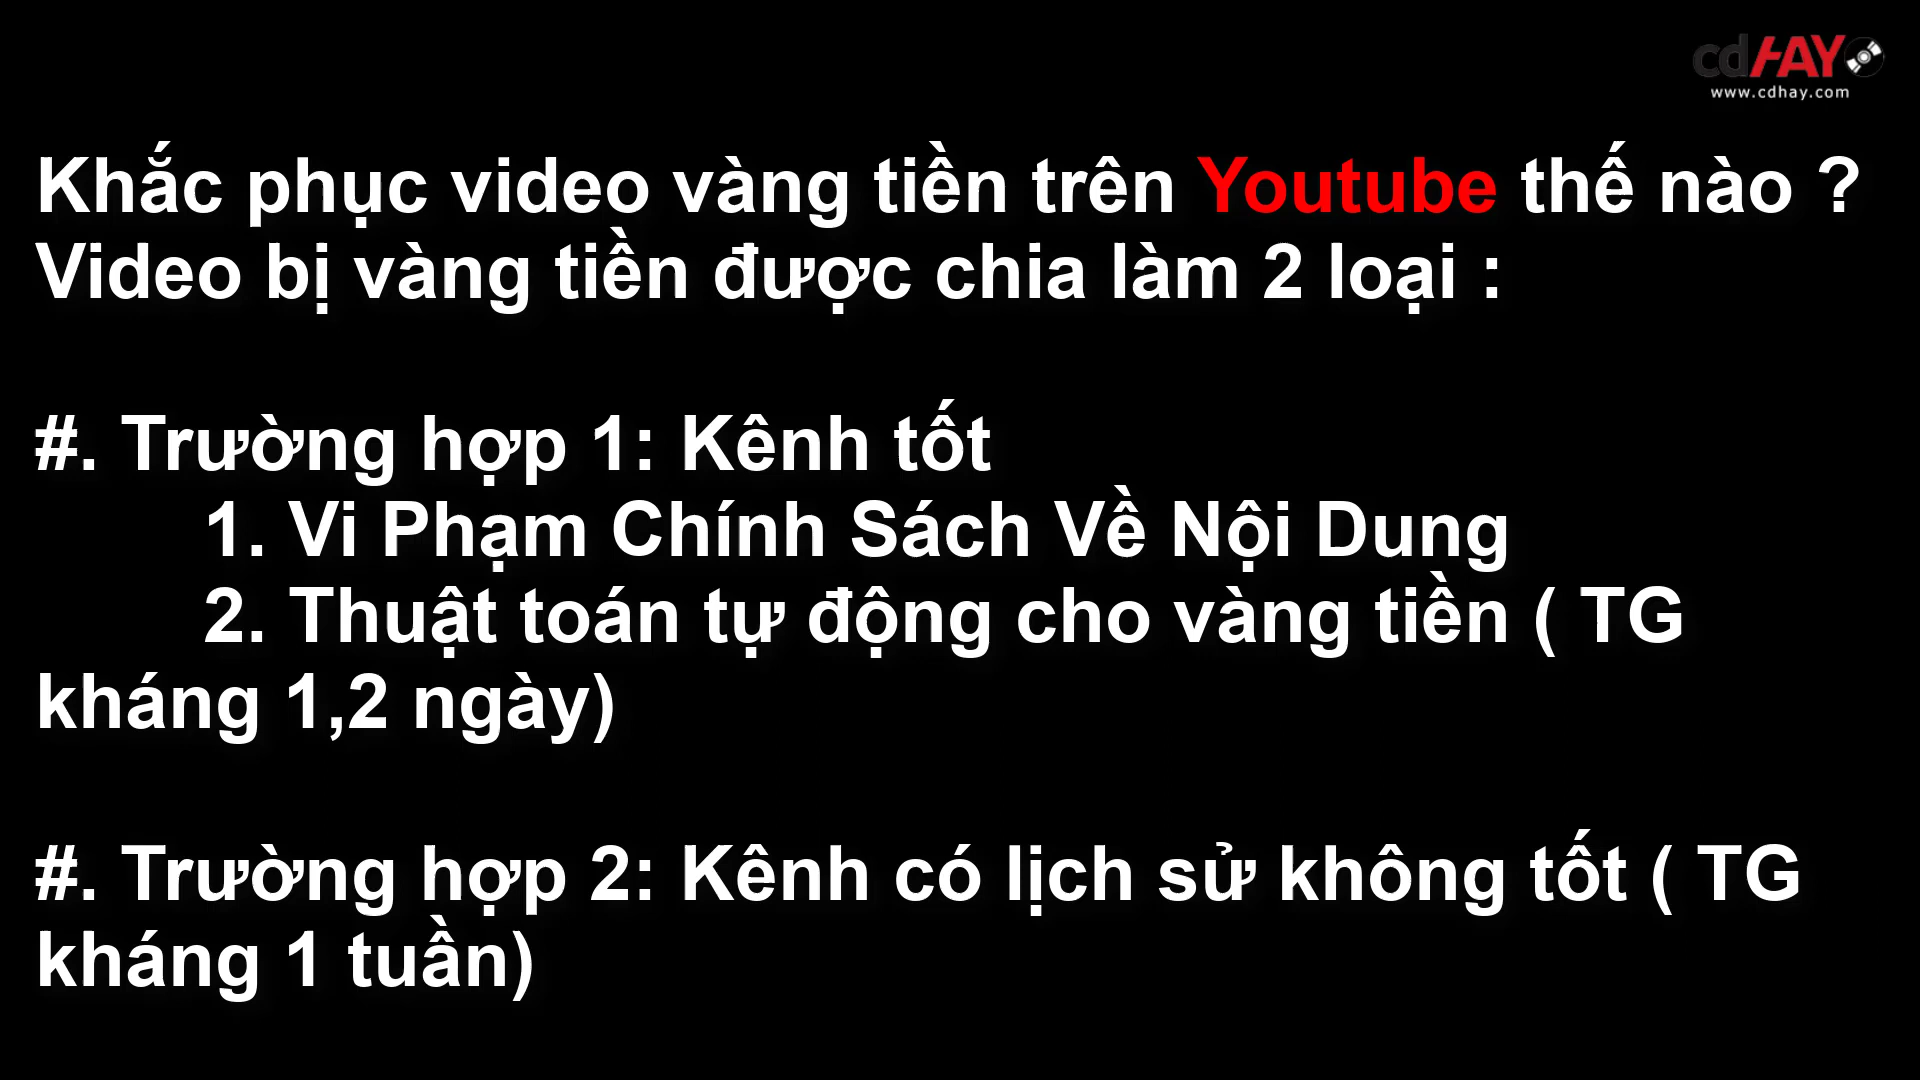 cdHAY
www.cdhay.com
Khắc phục video vàng tiền trên Youtube thế nào ?
Video bị vàng tiền được chia làm 2 loại :
#. Trường hợp 1: Kênh tốt
1. Vi Phạm Chính Sách Về Nội Dung
2. Thuật toán tự động cho vàng tiền ( TG
kháng 1,2 ngày)
#. Trường hợp 2: Kênh có lịch sử không tốt ( TG
kháng 1 tuần)